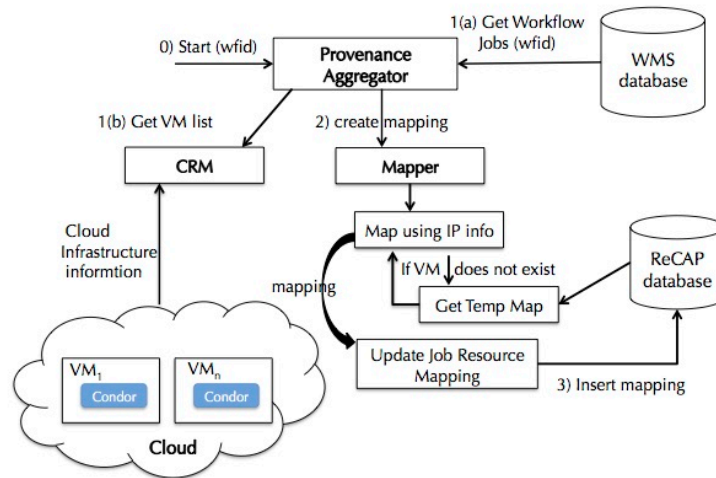 1(a) Get Workflow
Jobs (wfid)
0) Start (wfid)
Provenance
Aggregator
WMS
database
1(b) Get VM list
2) create mapping
CRM
Mapper
Cloud
Infrastructure
informtion
Map using IP info
ReCAP
database
If VM does not exist
mapping
Get Temp Map
Update Job Resource
Mapping
3) Insert mapping
VM1
Condor
VMn
Condor
Cloud